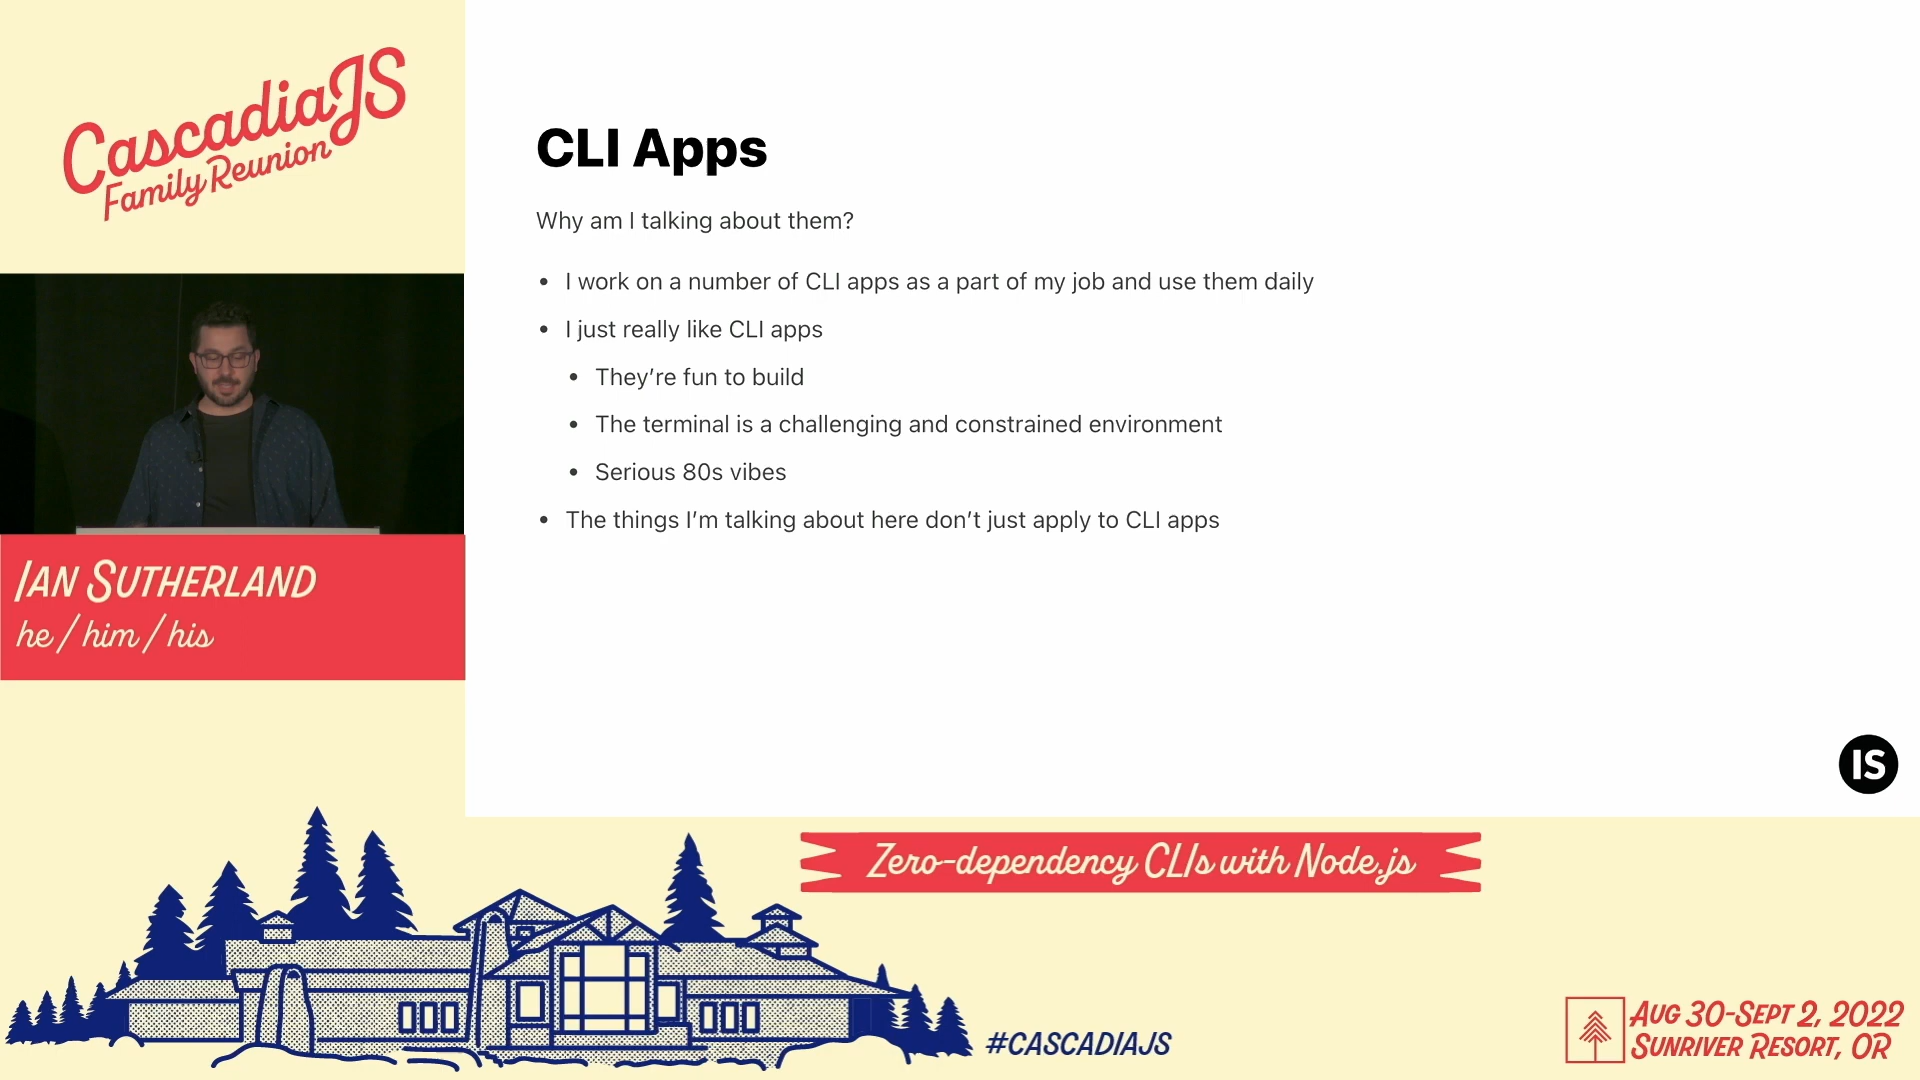 CascadiaJS
Family Reunion
IAN SUTHERLAND
he / him / his
CLI Apps
Why am I talking about them?
• I work on a number of CLI apps as a part of my job and use them daily
• I just really like CLI apps
• They’re fun to build
• The terminal is a challenging and constrained environment
• Serious 80s vibes
• The things I’m talking about here don’t just apply to CLI apps
IS
Zero-dependency CLIs with Node.js
#CASCADIAJS
AUG 30-SEPT 2, 2022
SUNRIVER RESORT, OR